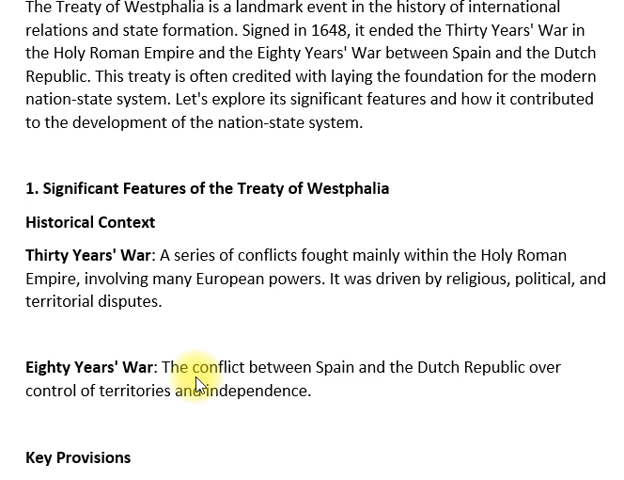 The Treaty of Westphalia is a landmark event in the history of international
relations and state formation. Signed in 1648, it ended the Thirty Years' War in
the Holy Roman Empire and the Eighty Years' War between Spain and the Dutch
Republic. This treaty is often credited with laying the foundation for the modern
nation-state system. Let's explore its significant features and how it contributed
to the development of the nation-state system.
1. Significant Features of the Treaty of Westphalia
Historical Context
Thirty Years' War: A series of conflicts fought mainly within the Holy Roman
Empire, involving many European powers. It was driven by religious, political, and
territorial disputes.
Eighty Years' War: The conflict between Spain and the Dutch Republic over
control of territories and independence.
Key Provisions